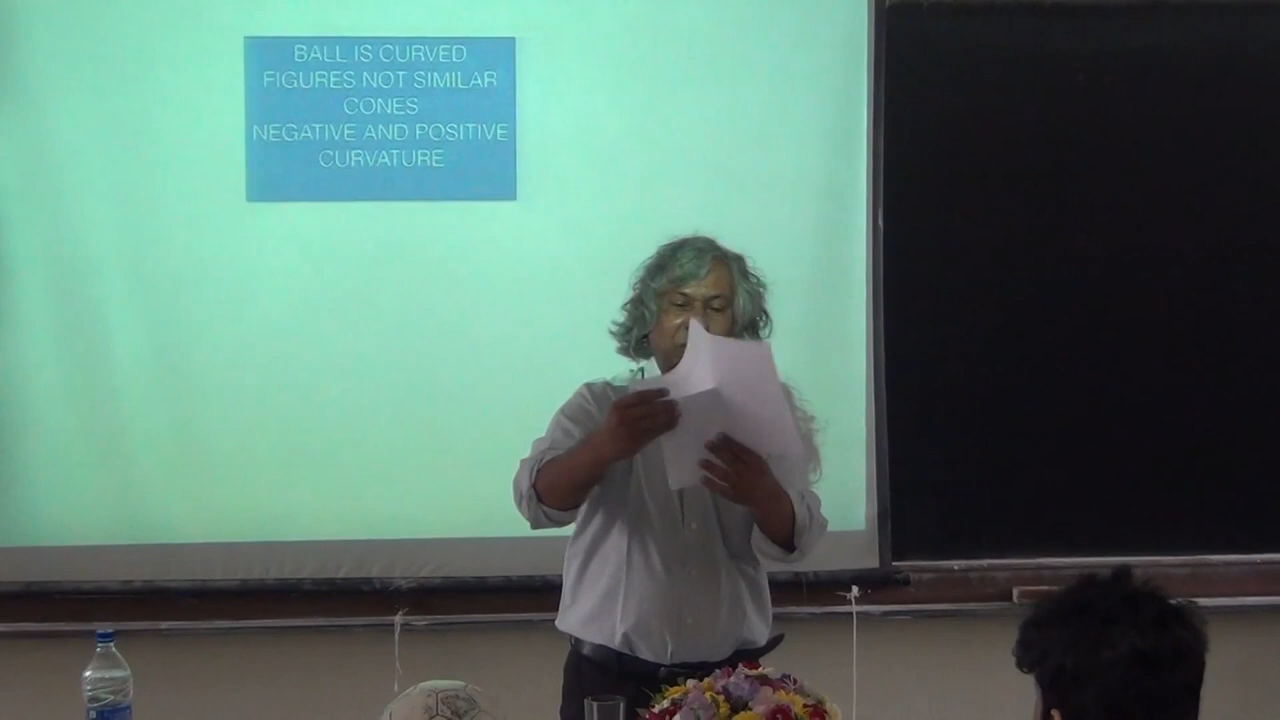 BALL IS CURVED
FIGURES NOT SIMILAR
CONES
NEGATIVE AND POSITIVE
CURVATURE